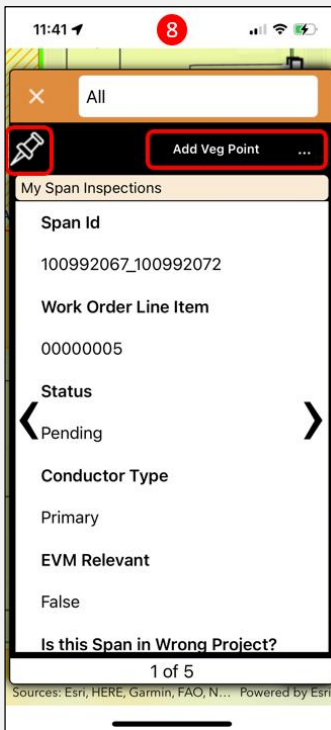 11:41
8
All
Add Veg Point ...
My Span Inspections
Span Id
100992067_100992072
Work Order Line Item
00000005
Status
Pending
Conductor Type
Primary
EVM Relevant
False
Is this Span in Wrong Project?
1 of 5
Sources: Esri, HERE, Garmin, FAO, N... Powered by Esri